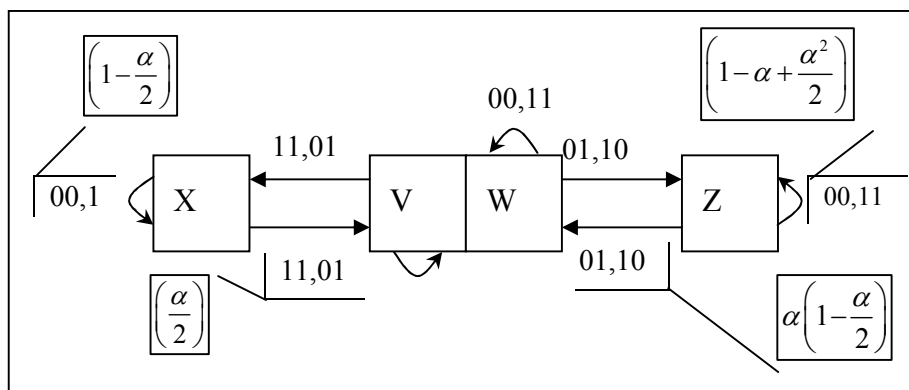 (1-α/2)
(1-α+α²/2)
00,11
11,01
01,10
00,1
X
V
W
Z
00,11
11,01
01,10
(α/2)
α(1-α/2)